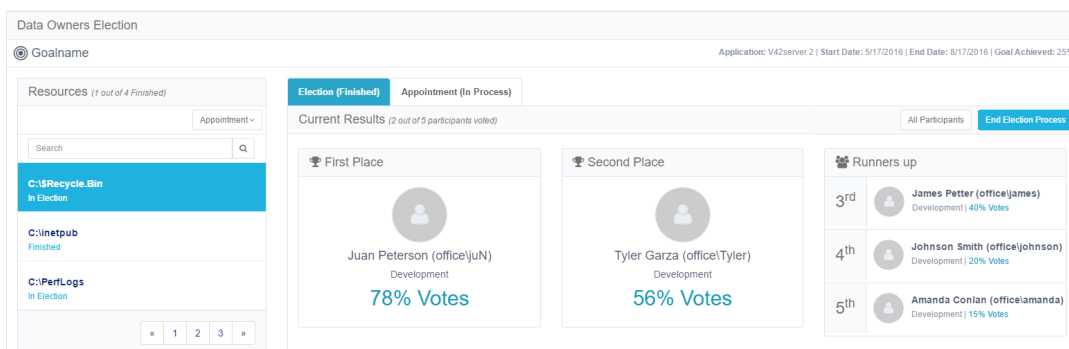 Data Owners Election
Goalname
Application: V42server 2 | Start Date: 5/17/2016 | End Date: 8/17/2016 | Goal Achieved: 25%
Resources (1 out of 4 Finished)
Appointment
Search
C:\$Recycle.Bin
In Election
C:\inetpub
Finished
C:\PerfLogs
In Election
« 1 2 3 »
Election (Finished) Appointment (In Process)
Current Results (2 out of 5 participants voted)
All Participants End Election Process
First Place
Juan Peterson (office\juN)
Development
78% Votes
Second Place
Tyler Garza (office\Tyler)
Development
56% Votes
Runners up
3rd
James Petter (office\james)
Development | 40% Votes
4th
Johnson Smith (office\johnson)
Development | 20% Votes
5th
Amanda Conlan (office\amanda)
Development | 15% Votes